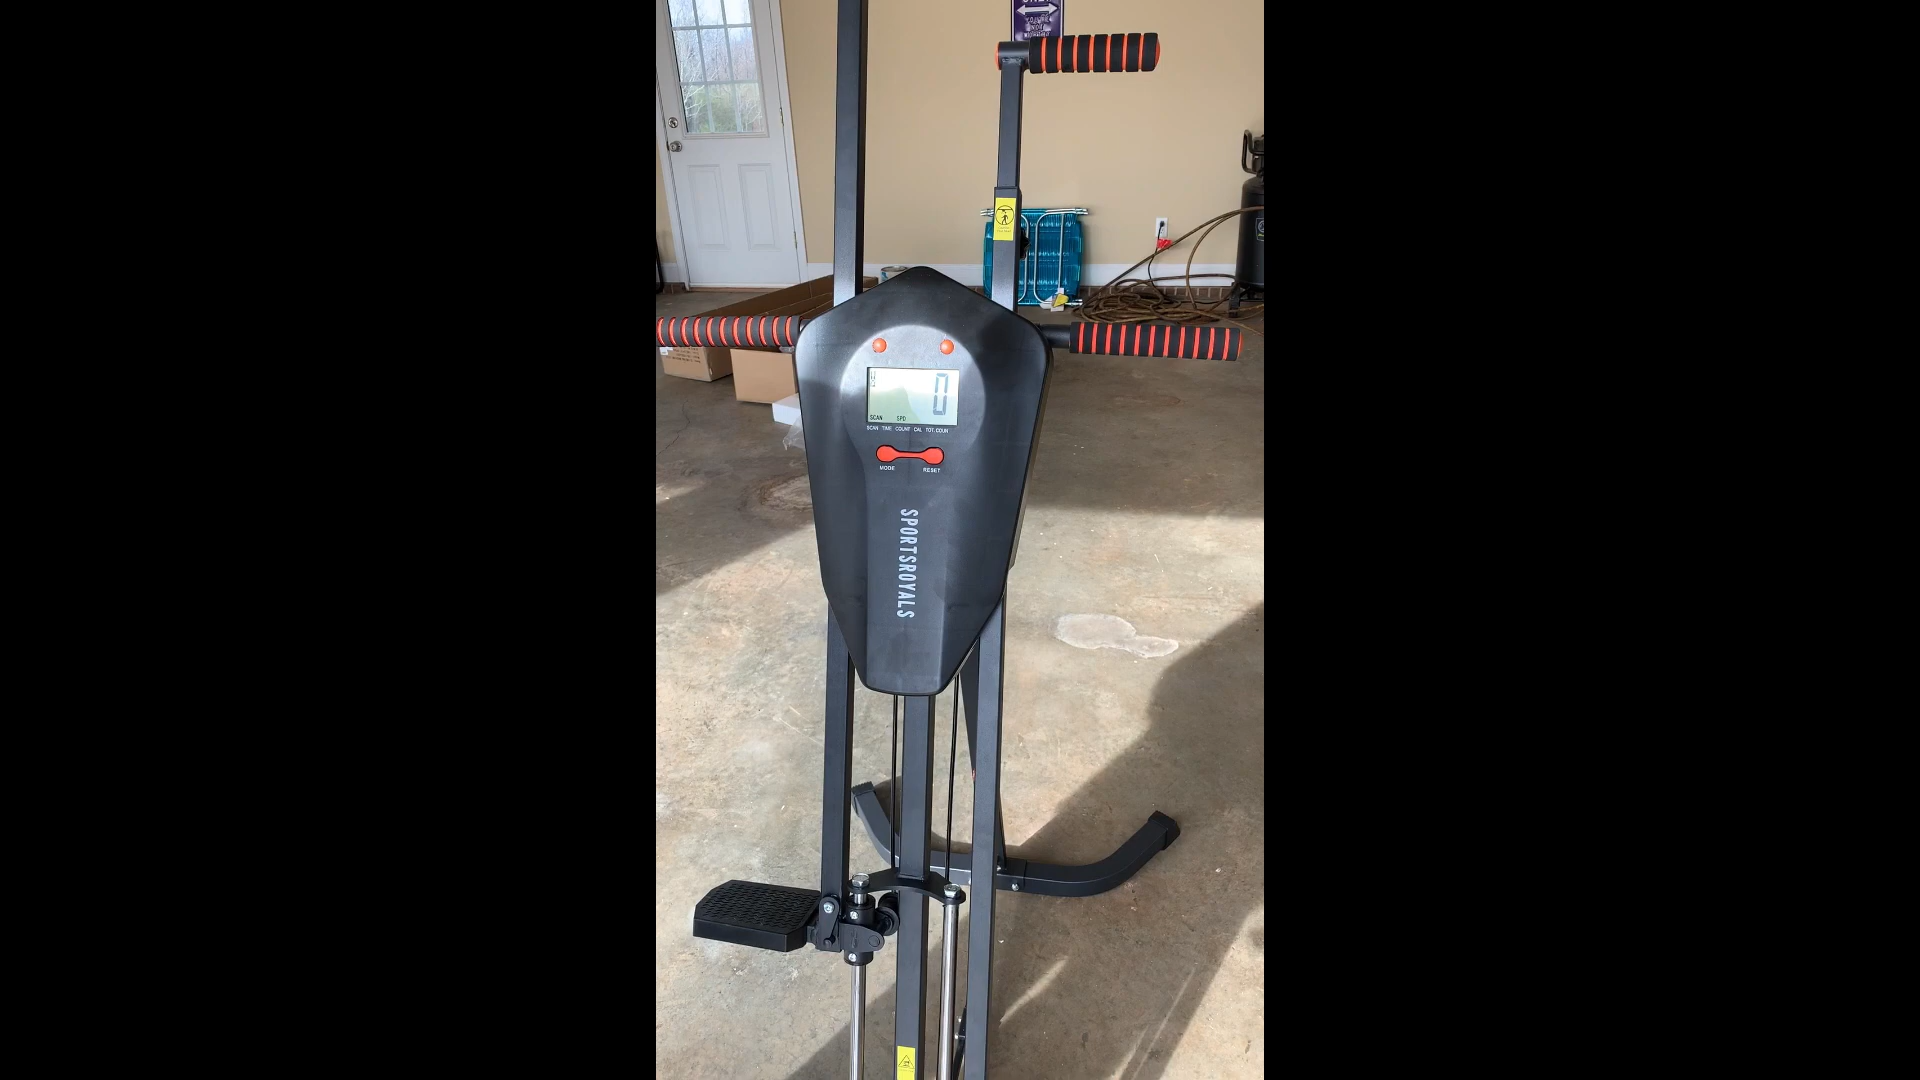 0
SCAN SPD
SCAN TIME COUNT CAL TOT.COUN
MODE RESET
SPORTSROYALS